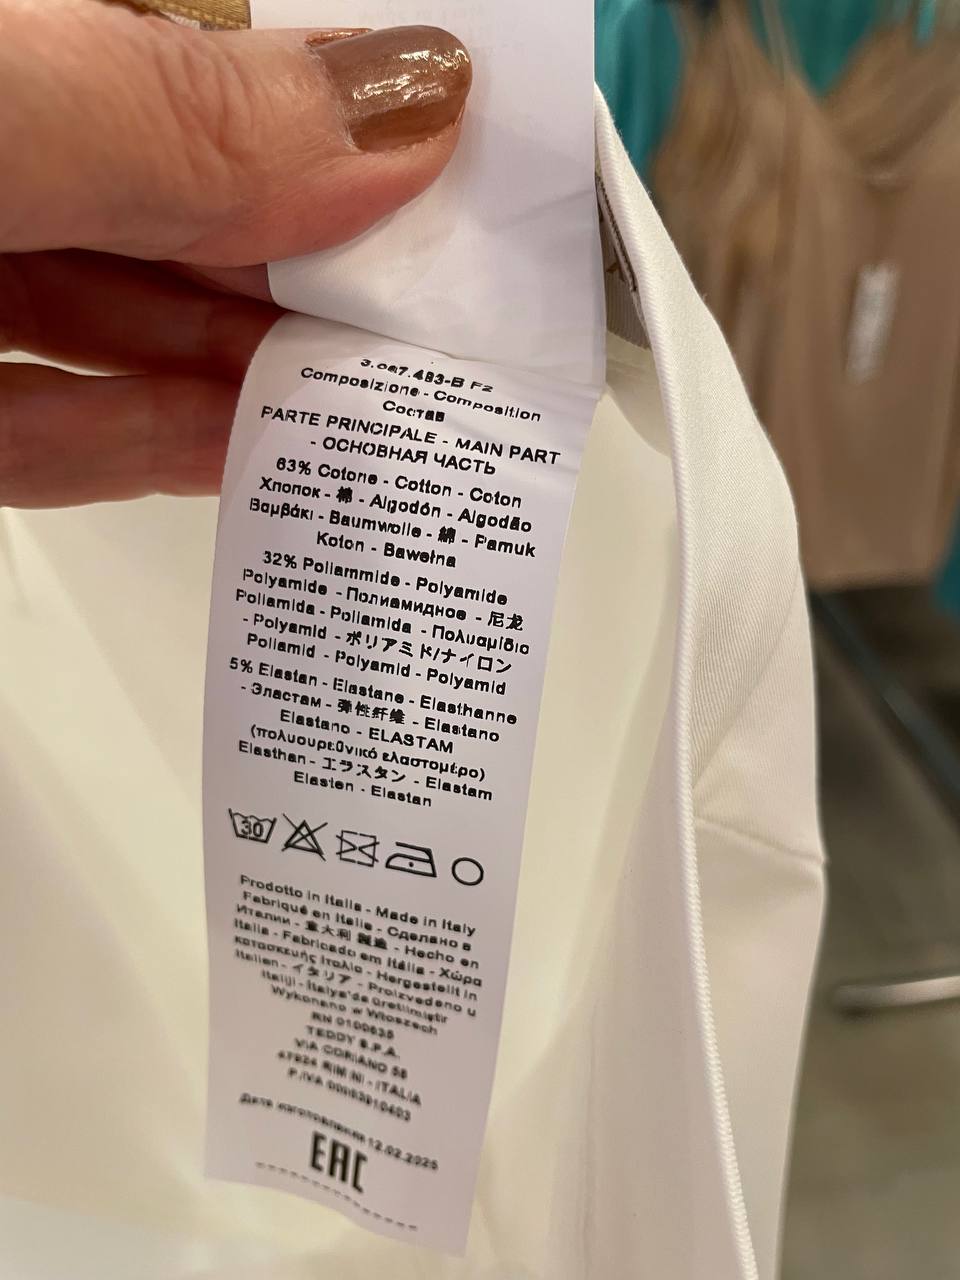 3.067.493-B F2
Composizione - Composition
Состав
PARTE PRINCIPALE - MAIN PART
- ОСНОВНАЯ ЧАСТЬ
63% Cotone - Cotton - Coton
Хлопок - 棉 - Algodón - Algodão
Βαμβάκι - Baumwolle - 綿 - Pamuk
Koton - Bawełna
32% Poliammide - Polyamide
Polyamide - Полиамидное - 尼龙
Poliamida - Poliamida - Πολυαμίδιο
- Polyamid - ポリアミド/ナイロン
Poliamid - Polyamid - Polyamid
5% Elastan - Elastane - Elasthanne
- Эластам - 弹性纤维 - Elastano
Elastano - ELASTAM
(πολυουρεθνικό ελαστομέρο)
Elasthan - エラスタン - Elastam
Elasten - Elastan
30
Prodotto in Italia - Made in Italy
Fabriqué en Italie - Сделано в
Италии - 意大利 製造 - Hecho en
Italia - Fabricado em Itália - Χώρα
κατασκευής Ιταλία - Hergestellt in
Italien - イタリア - Proizvedeno u
Italiji - İtalya'da üretilmiştir
Wykonano w Włoszech
RN 0100635
TEDDY S.P.A.
VIA CORIANO 58
47924 RIMINI - ITALIA
P.IVA 00953910403
Дата изготовления 12.02.2025
EAC